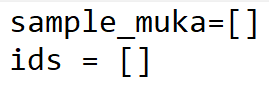 sample_muka=[]
ids = []